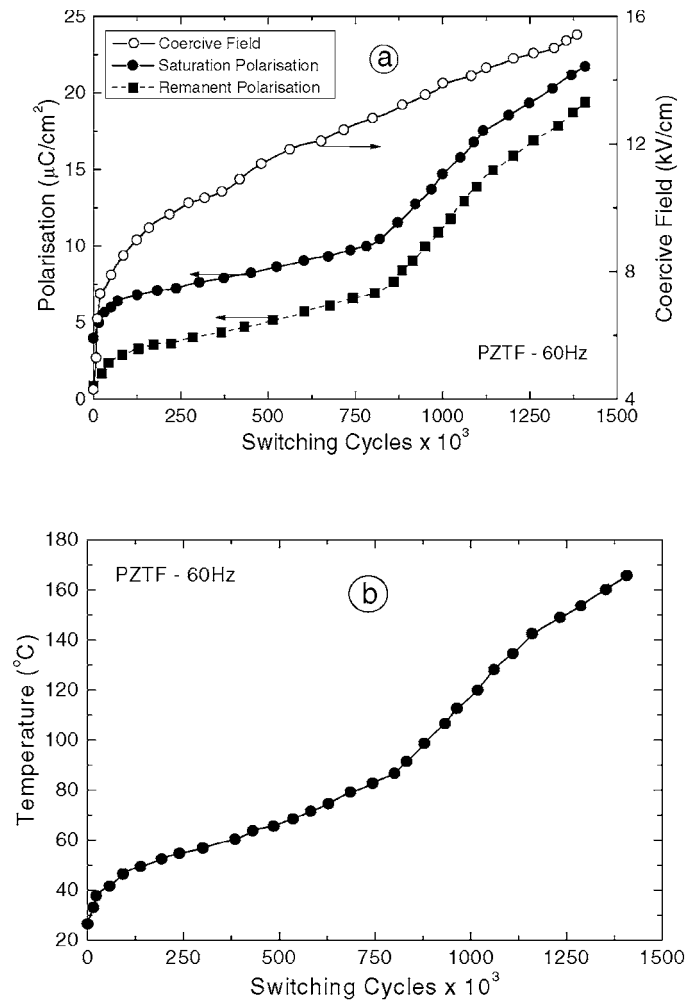 25
20
15
10
5
0
16
12
8
4
0 250 500 750 1000 1250 1500
Polarisation (μC/cm²)
Coercive Field (kV/cm)
Coercive Field
Saturation Polarisation
Remanent Polarisation
a
PZTF - 60Hz
Switching Cycles x 10³
180
160
140
120
100
80
60
40
20
0 250 500 750 1000 1250 1500
Temperature (°C)
PZTF - 60Hz
b
Switching Cycles x 10³